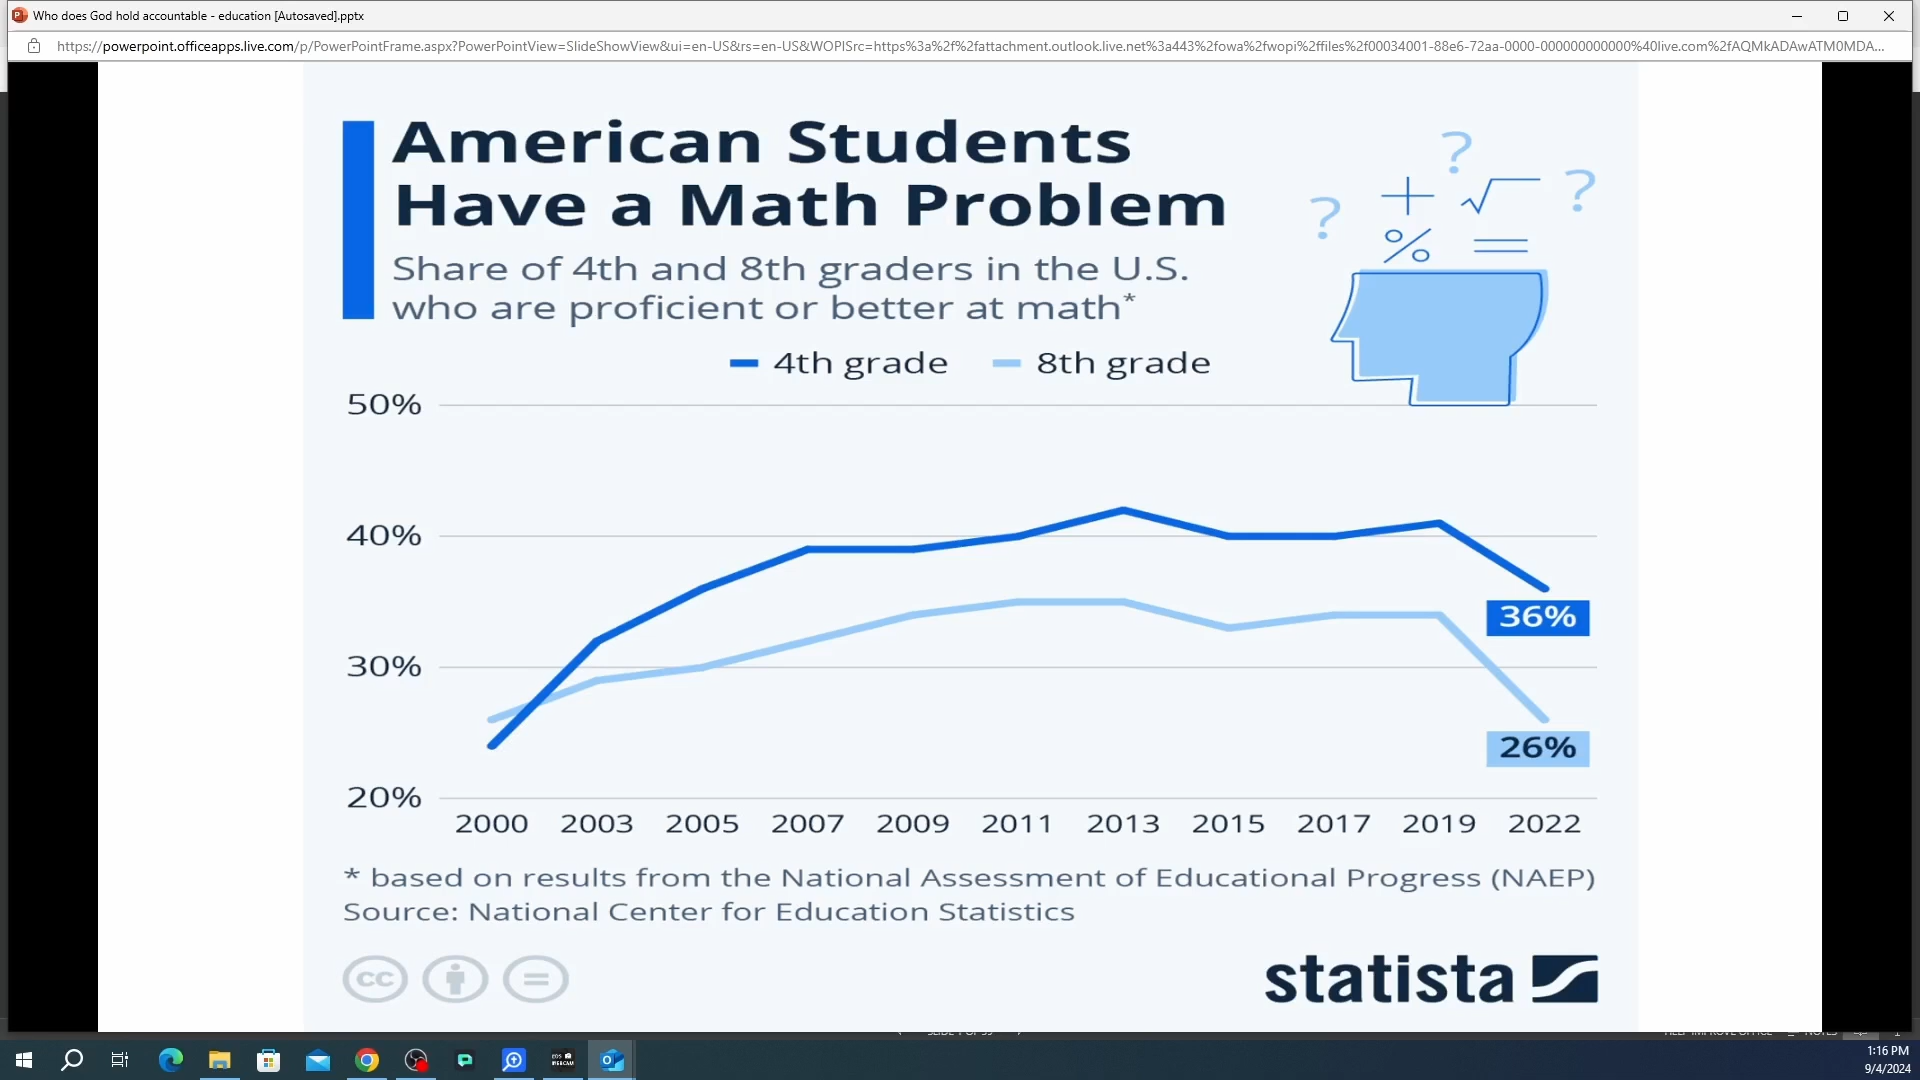 Who does God hold accountable - education [Autosaved].pptx
https://powerpoint.officeapps.live.com/p/PowerPointFrame.aspx?PowerPointView=SlideShowView&ui=en-US&rs=en-US&WOPISrc=https%3a%2f%2fattachment.outlook.live.net%3a443%2fowa%2fwopi%2ffiles%2f00034001-88e6-72aa-0000-000000000000%40live.com%2fAQMkADAwATM0MDA...
American Students
Have a Math Problem
Share of 4th and 8th graders in the U.S.
who are proficient or better at math*
? ? ?
+ √
% =
4th grade 8th grade
50%
40%
36%
30%
26%
20%
2000 2003 2005 2007 2009 2011 2013 2015 2017 2019 2022
* based on results from the National Assessment of Educational Progress (NAEP)
Source: National Center for Education Statistics
cc =
statista
1:16 PM
9/4/2024